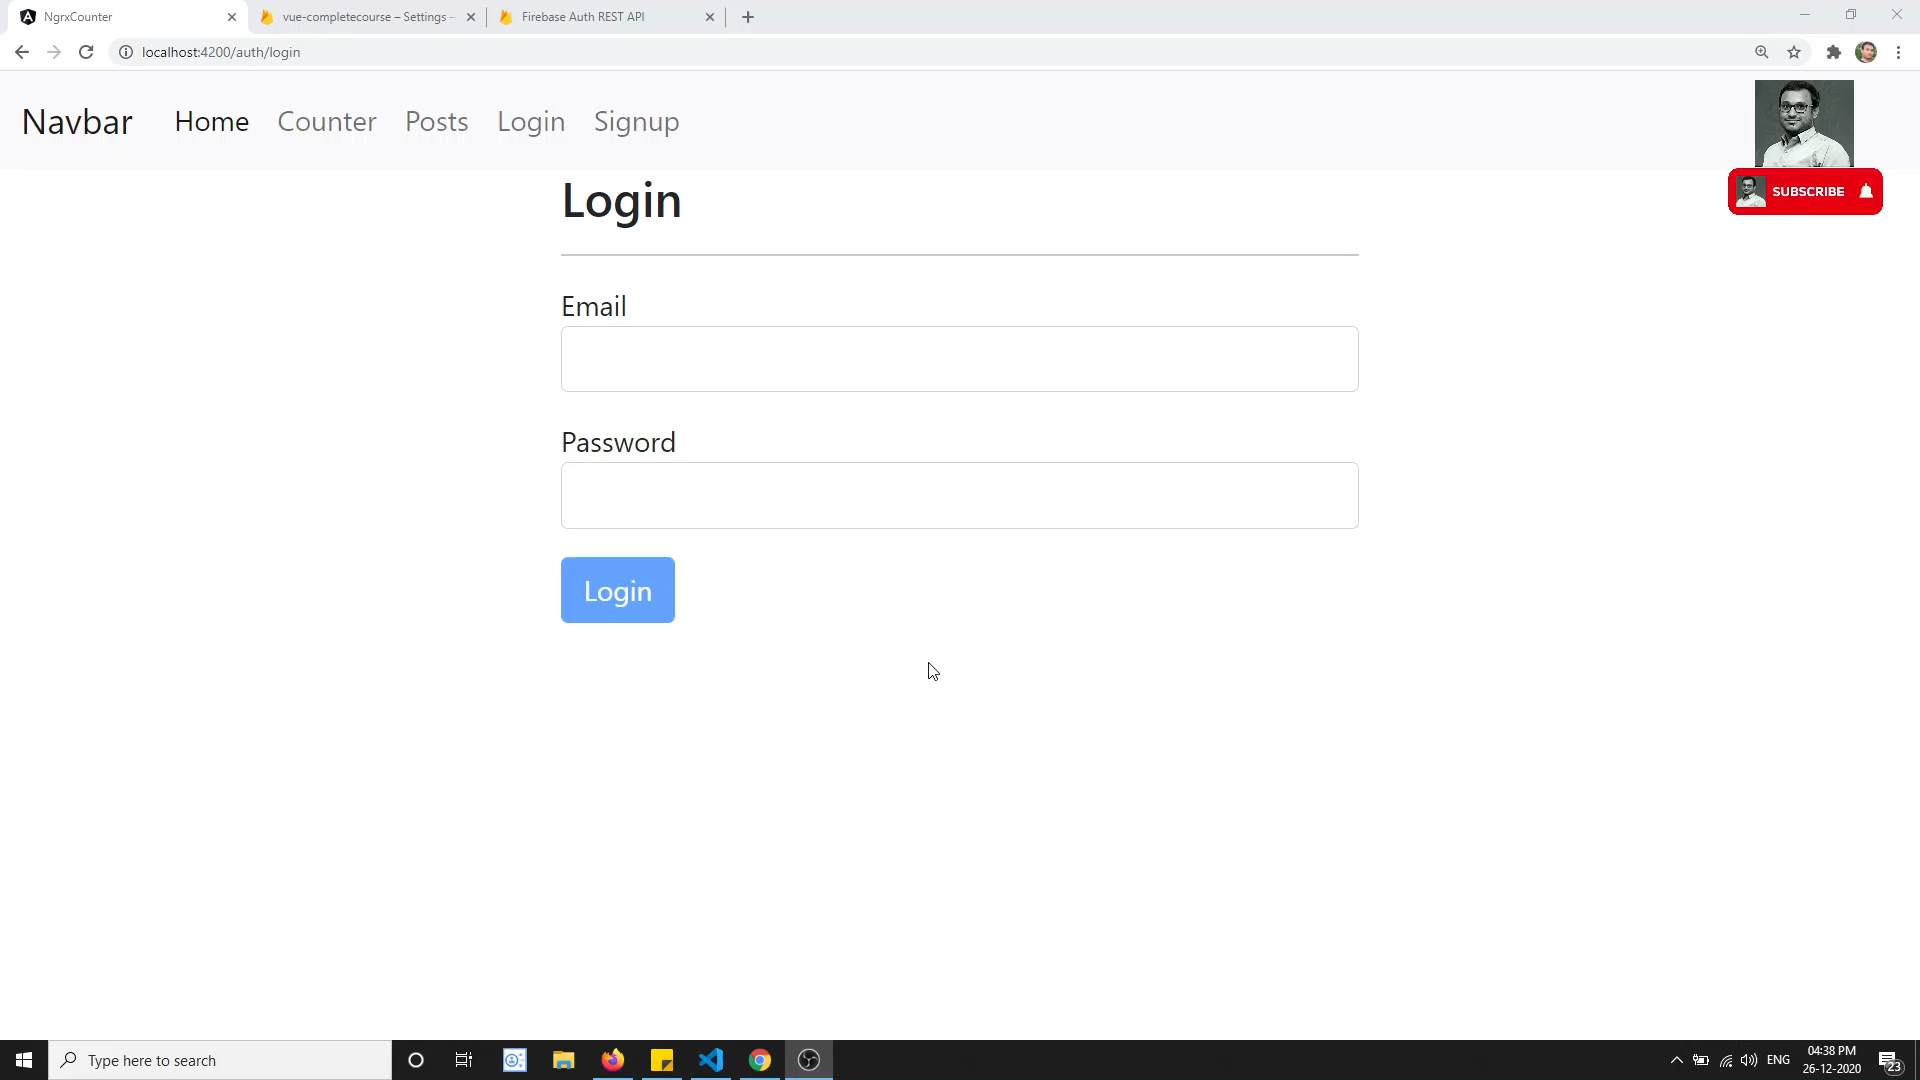 NgrxCounter
vue-completecourse – Settings –
Firebase Auth REST API
localhost:4200/auth/login
Navbar Home Counter Posts Login Signup
SUBSCRIBE
Login
Email
Password
Login
Type here to search
ENG
04:38 PM
26-12-2020
23